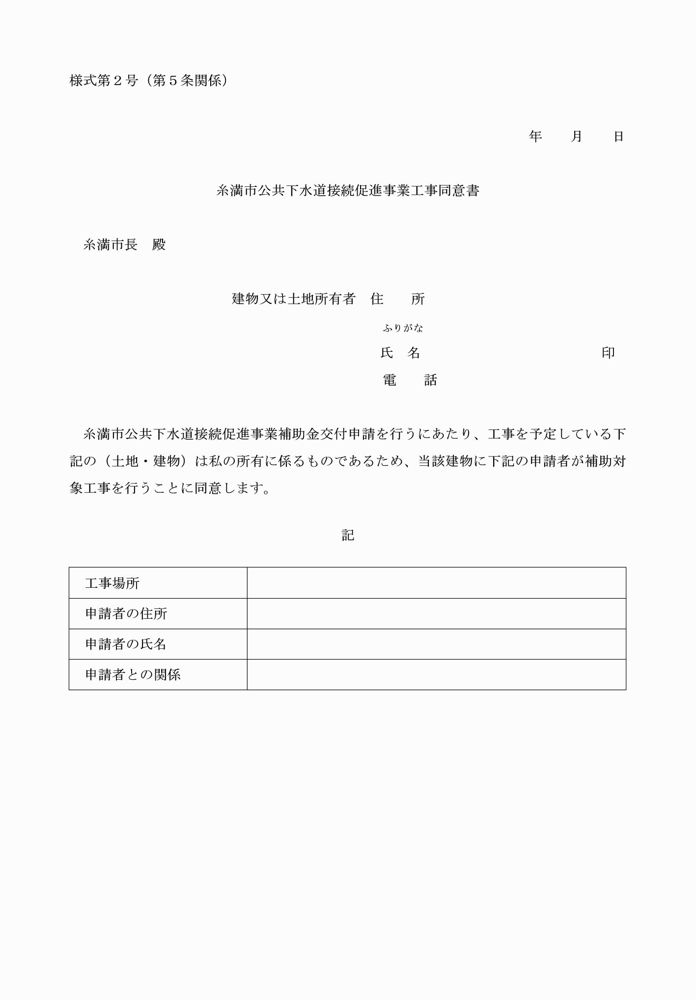 様式第２号（第５条関係）
年　　月　　日
糸満市公共下水道接続促進事業工事同意書
糸満市長　殿
建物又は土地所有者　住　　所
ふりがな
氏　名　　　　　　　　　　　　　印
電　　話
糸満市公共下水道接続促進事業補助金交付申請を行うにあたり、工事を予定している下
記の（土地・建物）は私の所有に係るものであるため、当該建物に下記の申請者が補助対
象工事を行うことに同意します。
記
工事場所
申請者の住所
申請者の氏名
申請者との関係